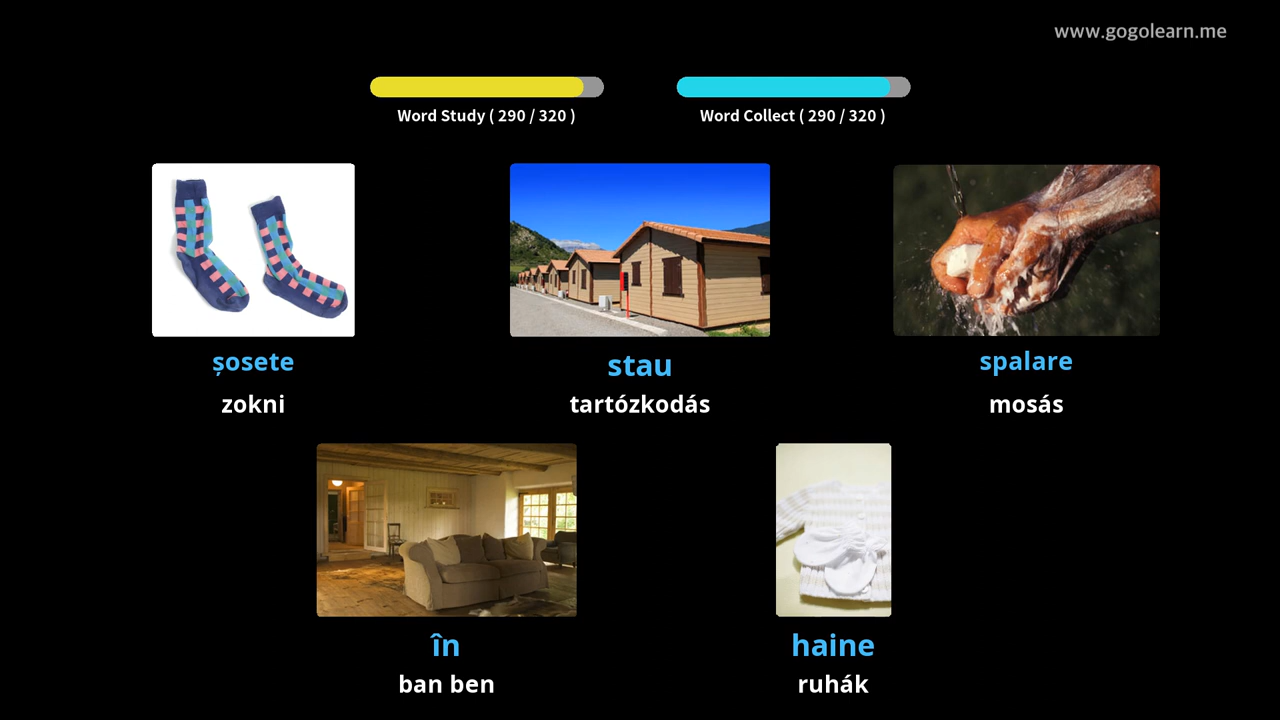 www.gogolearn.me
Word Study ( 290 / 320 )
Word Collect ( 290 / 320 )
șosete
zokni
stau
tartózkodás
spalare
mosás
în
ban ben
haine
ruhák